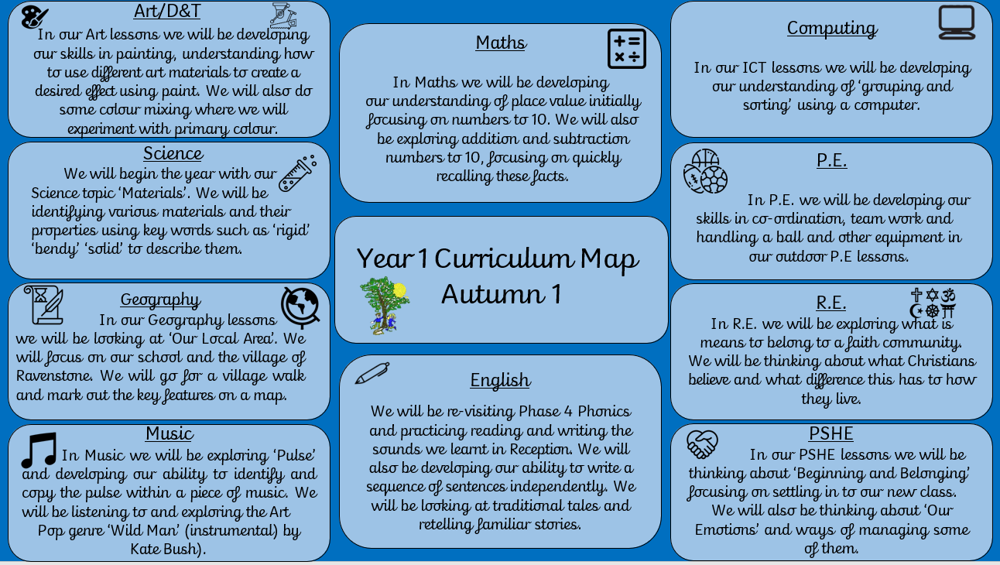 Art/D&T
In our Art lessons we will be developing
our skills in painting, understanding how
to use different art materials to create a
desired effect using paint. We will also do
some colour mixing where we will
experiment with primary colour.
Science
We will begin the year with our
Science topic ‘Materials’. We will be
identifying various materials and their
properties using key words such as ‘rigid’
‘bendy’ ‘solid’ to describe them.
Geography
In our Geography lessons
we will be looking at ‘Our Local Area’. We
will focus on our school and the village of
Ravenstone. We will go for a village walk
and mark out the key features on a map.
Music
In Music we will be exploring ‘Pulse’
and developing our ability to identify and
copy the pulse within a piece of music. We
will be listening to and exploring the Art
Pop genre ‘Wild Man’ (instrumental) by
Kate Bush).
Maths
In Maths we will be developing
our understanding of place value initially
focusing on numbers to 10. We will also
be exploring addition and subtraction
numbers to 10, focusing on quickly
recalling these facts.
Year 1 Curriculum Map
Autumn 1
English
We will be re-visiting Phase 4 Phonics
and practicing reading and writing the
sounds we learnt in Reception. We will
also be developing our ability to write a
sequence of sentences independently. We
will be looking at traditional tales and
retelling familiar stories.
Computing
In our ICT lessons we will be developing
our understanding of ‘grouping and
sorting’ using a computer.
P.E.
In P.E. we will be developing our
skills in co-ordination, team work and
handling a ball and other equipment in
our outdoor P.E lessons.
R.E.
In R.E. we will be exploring what is
means to belong to a faith community.
We will be thinking about what Christians
believe and what difference this has to how
they live.
PSHE
In our PSHE lessons we will be
thinking about ‘Beginning and Belonging’
focusing on settling in to our new class.
We will also be thinking about ‘Our
Emotions’ and ways of managing some
of them.